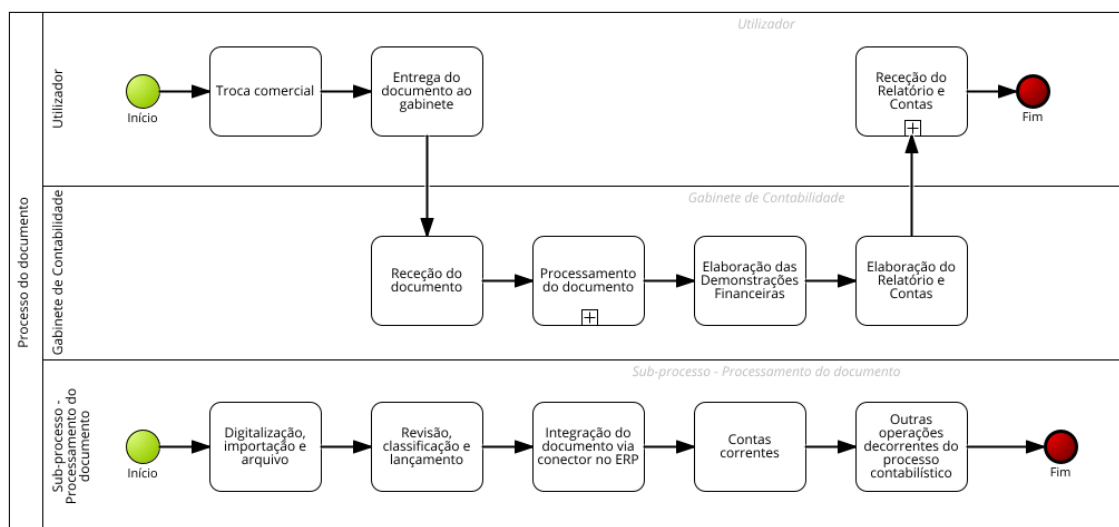 Processo do documento
Utilizador
Utilizador
Início
Troca comercial
Entrega do
documento ao
gabinete
Receção do
Relatório e
Contas
Fim
Gabinete de Contabilidade
Gabinete de Contabilidade
Receção do
documento
Processamento
do documento
Elaboração das
Demonstrações
Financeiras
Elaboração do
Relatório e
Contas
Sub-processo -
Processamento do
documento
Sub-processo - Processamento do documento
Início
Digitalização,
importação e
arquivo
Revisão,
classificação e
lançamento
Integração do
documento via
conector no ERP
Contas
correntes
Outras
operações
decorrentes do
processo
contabilístico
Fim